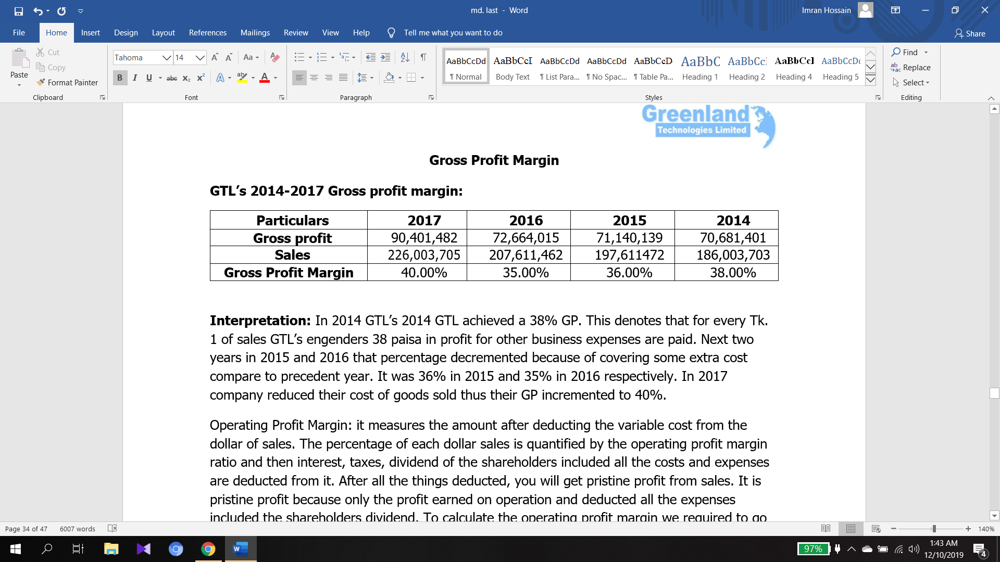 md. last - Word
Imran Hossain
File Home Insert Design Layout References Mailings Review View Help Tell me what you want to do
Share
Paste
Cut
Copy
Format Painter
Clipboard
Tahoma 14
Aa
B I U abc x₂ x² A ab A
Font
Paragraph
AaBbCcDd AaBbCcI AaBbCcDd AaBbCcDd AaBbCcD AaBbC AaBbCc AaBbCcI AaBbCcDc
¶ Normal Body Text ¶ List Para... ¶ No Spac... ¶ Table Pa... Heading 1 Heading 2 Heading 4 Heading 5
Styles
Find
Replace
Select
Editing
Greenland
Technologies Limited
Gross Profit Margin
GTL’s 2014-2017 Gross profit margin:
Particulars 2017 2016 2015 2014
Gross profit 90,401,482 72,664,015 71,140,139 70,681,401
Sales 226,003,705 207,611,462 197,611472 186,003,703
Gross Profit Margin 40.00% 35.00% 36.00% 38.00%
Interpretation: In 2014 GTL’s 2014 GTL achieved a 38% GP. This denotes that for every Tk.
1 of sales GTL’s engenders 38 paisa in profit for other business expenses are paid. Next two
years in 2015 and 2016 that percentage decremented because of covering some extra cost
compare to precedent year. It was 36% in 2015 and 35% in 2016 respectively. In 2017
company reduced their cost of goods sold thus their GP incremented to 40%.
Operating Profit Margin: it measures the amount after deducting the variable cost from the
dollar of sales. The percentage of each dollar sales is quantified by the operating profit margin
ratio and then interest, taxes, dividend of the shareholders included all the costs and expenses
are deducted from it. After all the things deducted, you will get pristine profit from sales. It is
pristine profit because only the profit earned on operation and deducted all the expenses
included the shareholders dividend. To calculate the operating profit margin we required to go
Page 34 of 47 6007 words
140%
97%
1:43 AM
12/10/2019
4